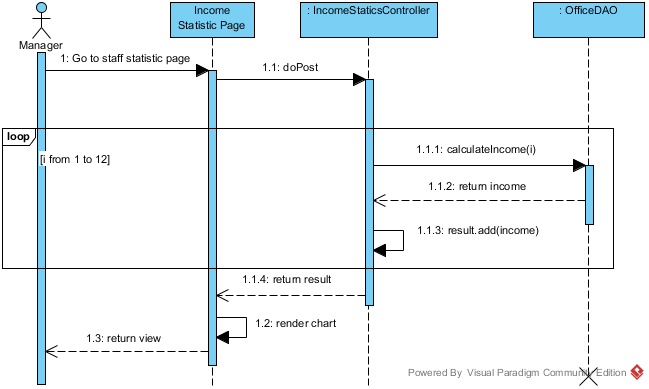 Income
Statistic Page
: IncomeStaticsController
: OfficeDAO
Manager
1: Go to staff statistic page
1.1: doPost
loop
[i from 1 to 12]
1.1.1: calculateIncome(i)
1.1.2: return income
1.1.3: result.add(income)
1.1.4: return result
1.2: render chart
1.3: return view
Powered By Visual Paradigm Community Edition